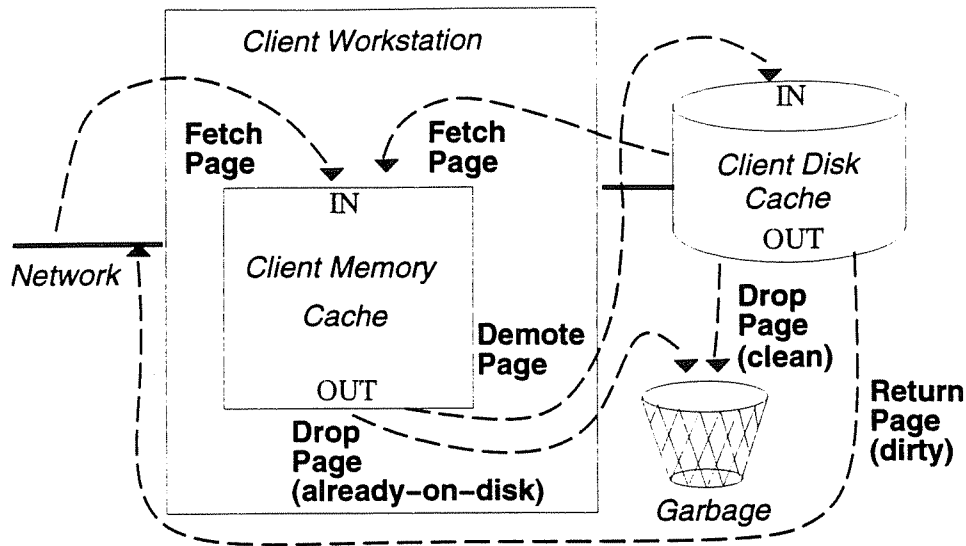 Client Workstation
IN
Fetch
Page
Fetch
Page
Client Disk
Cache
IN
OUT
Network
Client Memory
Cache
Demote
Page
Drop
Page
(clean)
OUT
Drop
Page
(already-on-disk)
Return
Page
(dirty)
Garbage